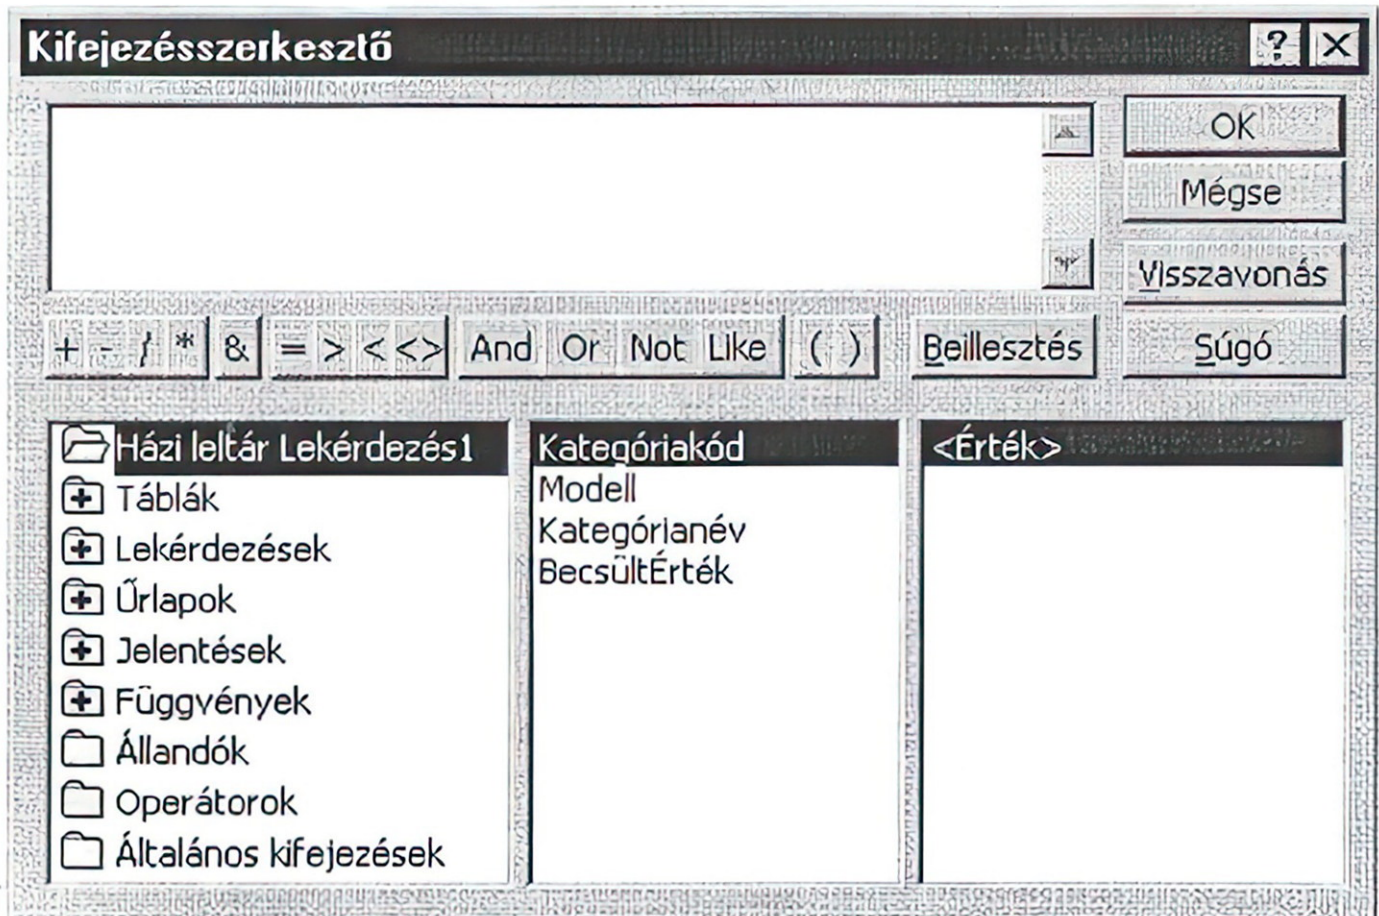 Kifejezésszerkesztő ? X
OK
Mégse
Visszavonás
+ - / * & = > < <> And Or Not Like ( ) Beillesztés Súgó
Házi leltár Lekérdezés1
Táblák
Lekérdezések
Űrlapok
Jelentések
Függvények
Állandók
Operátorok
Általános kifejezések
Kategóriakód
Modell
Kategórianév
BecsültÉrték
<Érték>